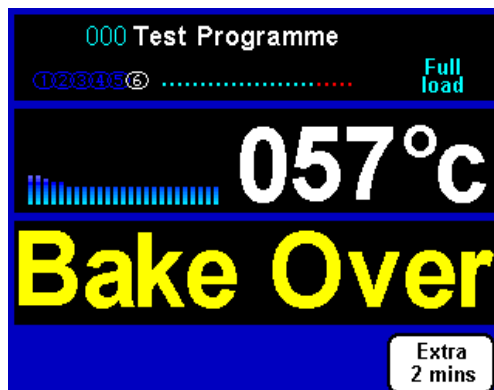 000 Test Programme
①②③④⑤⑥
Full
load
057°c
Bake Over
Extra
2 mins